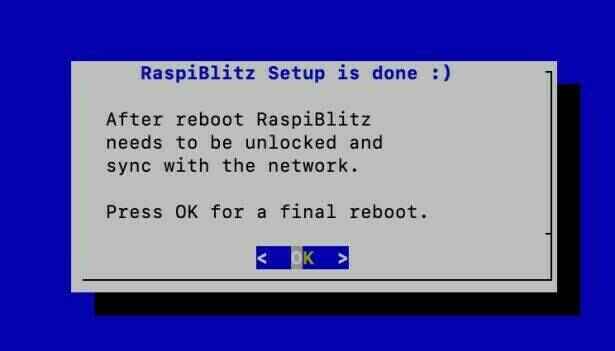 RaspiBlitz Setup is done :)
After reboot RaspiBlitz
needs to be unlocked and
sync with the network.
Press OK for a final reboot.
< OK >